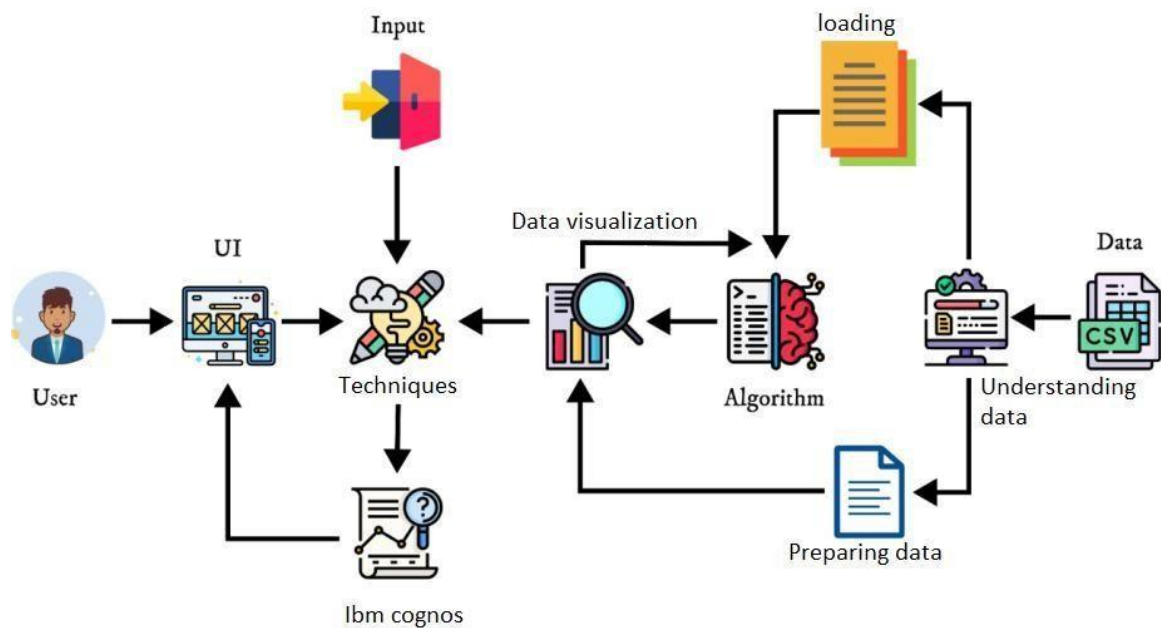 Input
loading
Data visualization
UI
Data
CSV
User
Techniques
Algorithm
Understanding
data
Preparing data
Ibm cognos